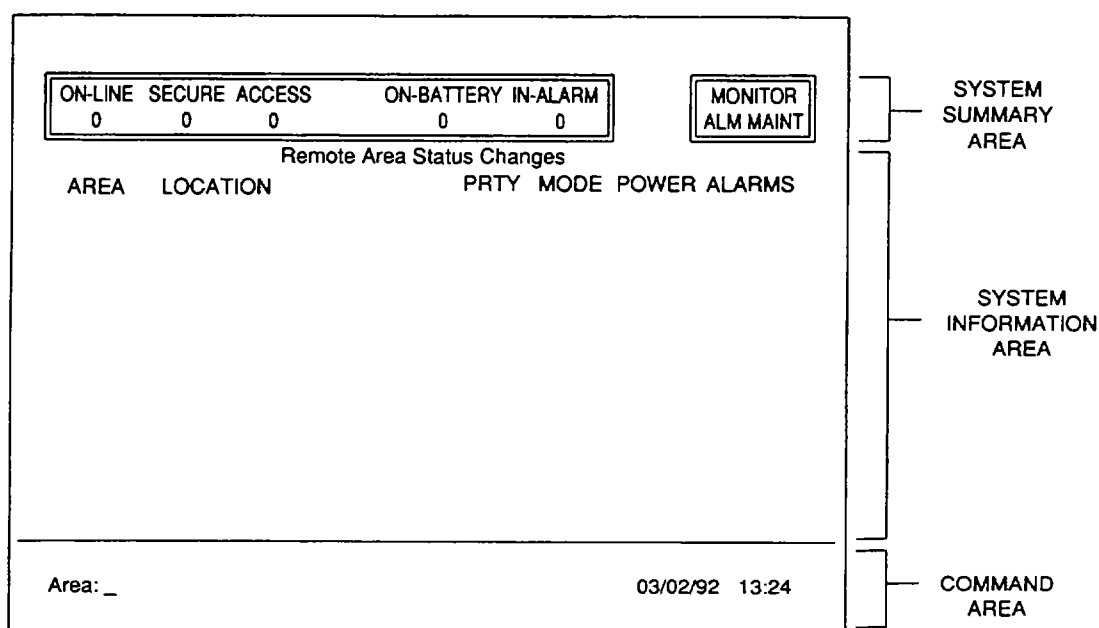 ON-LINE SECURE ACCESS ON-BATTERY IN-ALARM
0 0 0 0 0
MONITOR
ALM MAINT
Remote Area Status Changes
AREA LOCATION PRTY MODE POWER ALARMS
Area: _
03/02/92 13:24
SYSTEM
SUMMARY
AREA
SYSTEM
INFORMATION
AREA
COMMAND
AREA